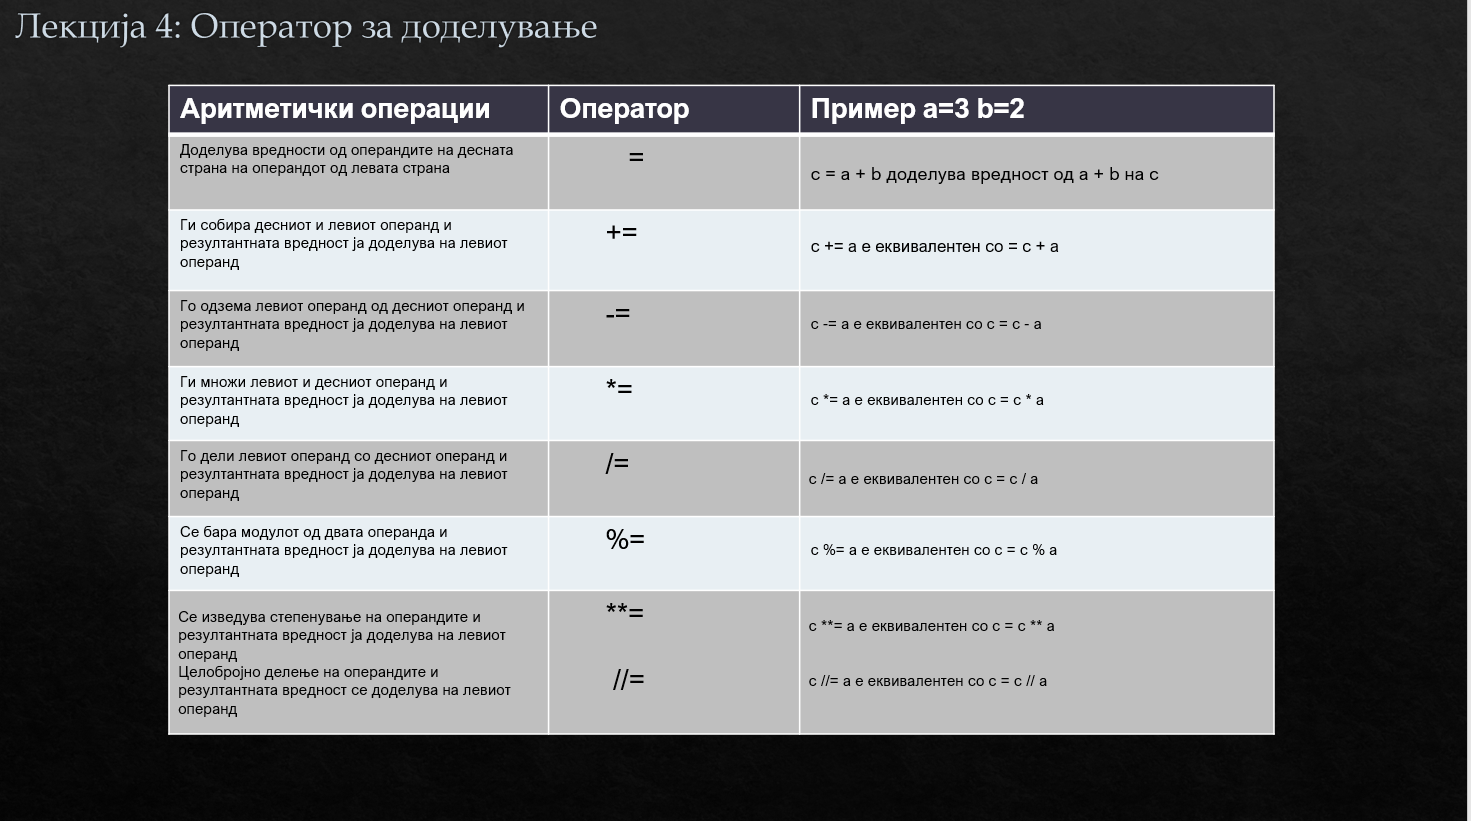 Лекција 4: Оператор за доделување
Аритметички операции
Оператор
Пример a=3 b=2
Доделува вредности од операндите на десната
страна на операндот од левата страна
=
c = a + b доделува вредност од a + b на c
Ги собира десниот и левиот операнд и
резултантната вредност ја доделува на левиот
операнд
+=
c += a е еквивалентен со = c + a
Го одзема левиот операнд од десниот операнд и
резултантната вредност ја доделува на левиот
операнд
-=
c -= a е еквивалентен со c = c - a
Ги множи левиот и десниот операнд и
резултантната вредност ја доделува на левиот
операнд
*=
c *= a е еквивалентен со c = c * a
Го дели левиот операнд со десниот операнд и
резултантната вредност ја доделува на левиот
операнд
/=
c /= a е еквивалентен со c = c / a
Се бара модулот од двата операнда и
резултантната вредност ја доделува на левиот
операнд
%=
c %= a е еквивалентен со c = c % a
Се изведува степенување на операндите и
резултантната вредност ја доделува на левиот
операнд
**=
c **= a е еквивалентен со c = c ** a
Целобројно делење на операндите и
резултантната вредност се доделува на левиот
операнд
//=
c //= a е еквивалентен со c = c // a